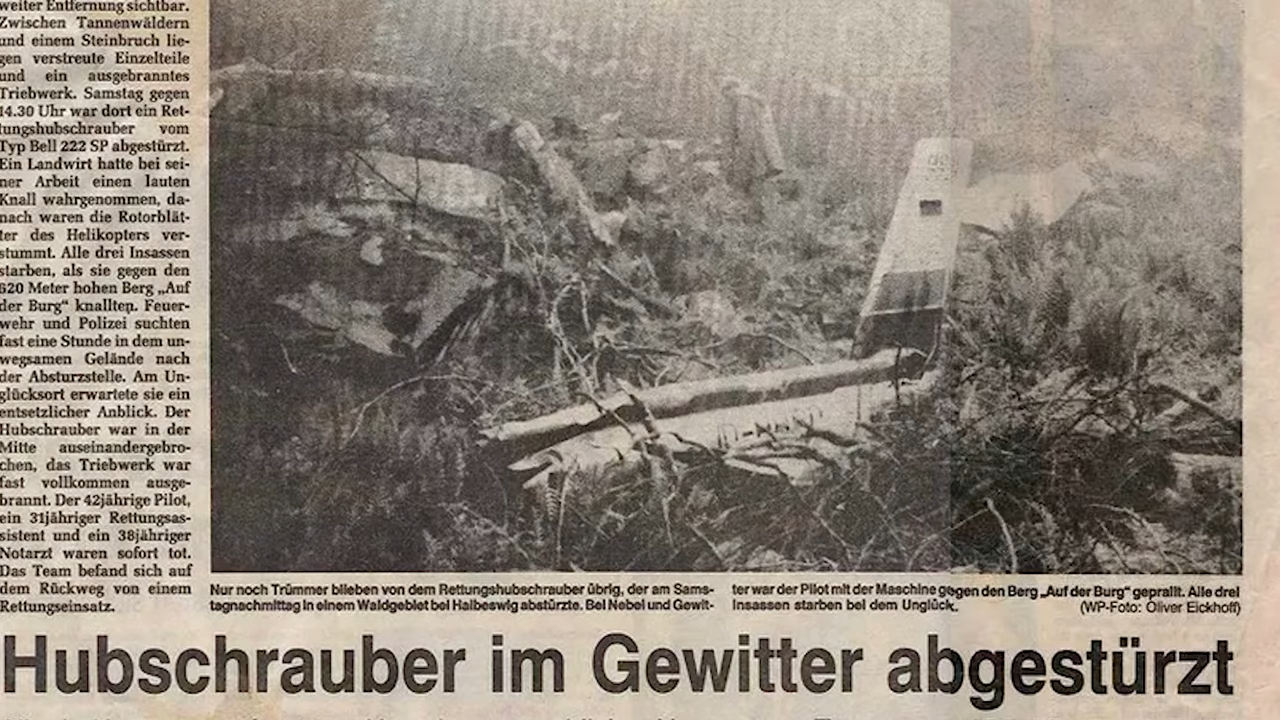 weiter Entfernung sichtbar.
Zwischen Tannenwäldern
und einem Steinbruch lie-
gen verstreute Einzelteile
und ein ausgebranntes
Triebwerk. Samstag gegen
14.30 Uhr war dort ein Ret-
tungshubschrauber vom
Typ Bell 222 SP abgestürzt.
Ein Landwirt hatte bei sei-
ner Arbeit einen lauten
Knall wahrgenommen, da-
nach waren die Rotorblät-
ter des Helikopters ver-
stummt. Alle drei Insassen
starben, als sie gegen den
620 Meter hohen Berg „Auf
der Burg“ knallten. Feuer-
wehr und Polizei suchten
fast eine Stunde in dem un-
wegsamen Gelände nach
der Absturzstelle. Am Un-
glücksort erwartete sie ein
entsetzlicher Anblick. Der
Hubschrauber war in der
Mitte auseinandergebro-
chen, das Triebwerk war
fast vollkommen ausge-
brannt. Der 42jährige Pilot,
ein 31jähriger Rettungsas-
sistent und ein 38jähriger
Notarzt waren sofort tot.
Das Team befand sich auf
dem Rückweg von einem
Rettungseinsatz.
Nur noch Trümmer blieben von dem Rettungshubschrauber übrig, der am Sams-
tagnachmittag in einem Waldgebiet bei Halbeswig abstürzte. Bei Nebel und Gewit-
ter war der Pilot mit der Maschine gegen den Berg „Auf der Burg“ geprallt. Alle drei
Insassen starben bei dem Unglück.
(WP-Foto: Oliver Eickhoff)
Hubschrauber im Gewitter abgestürzt